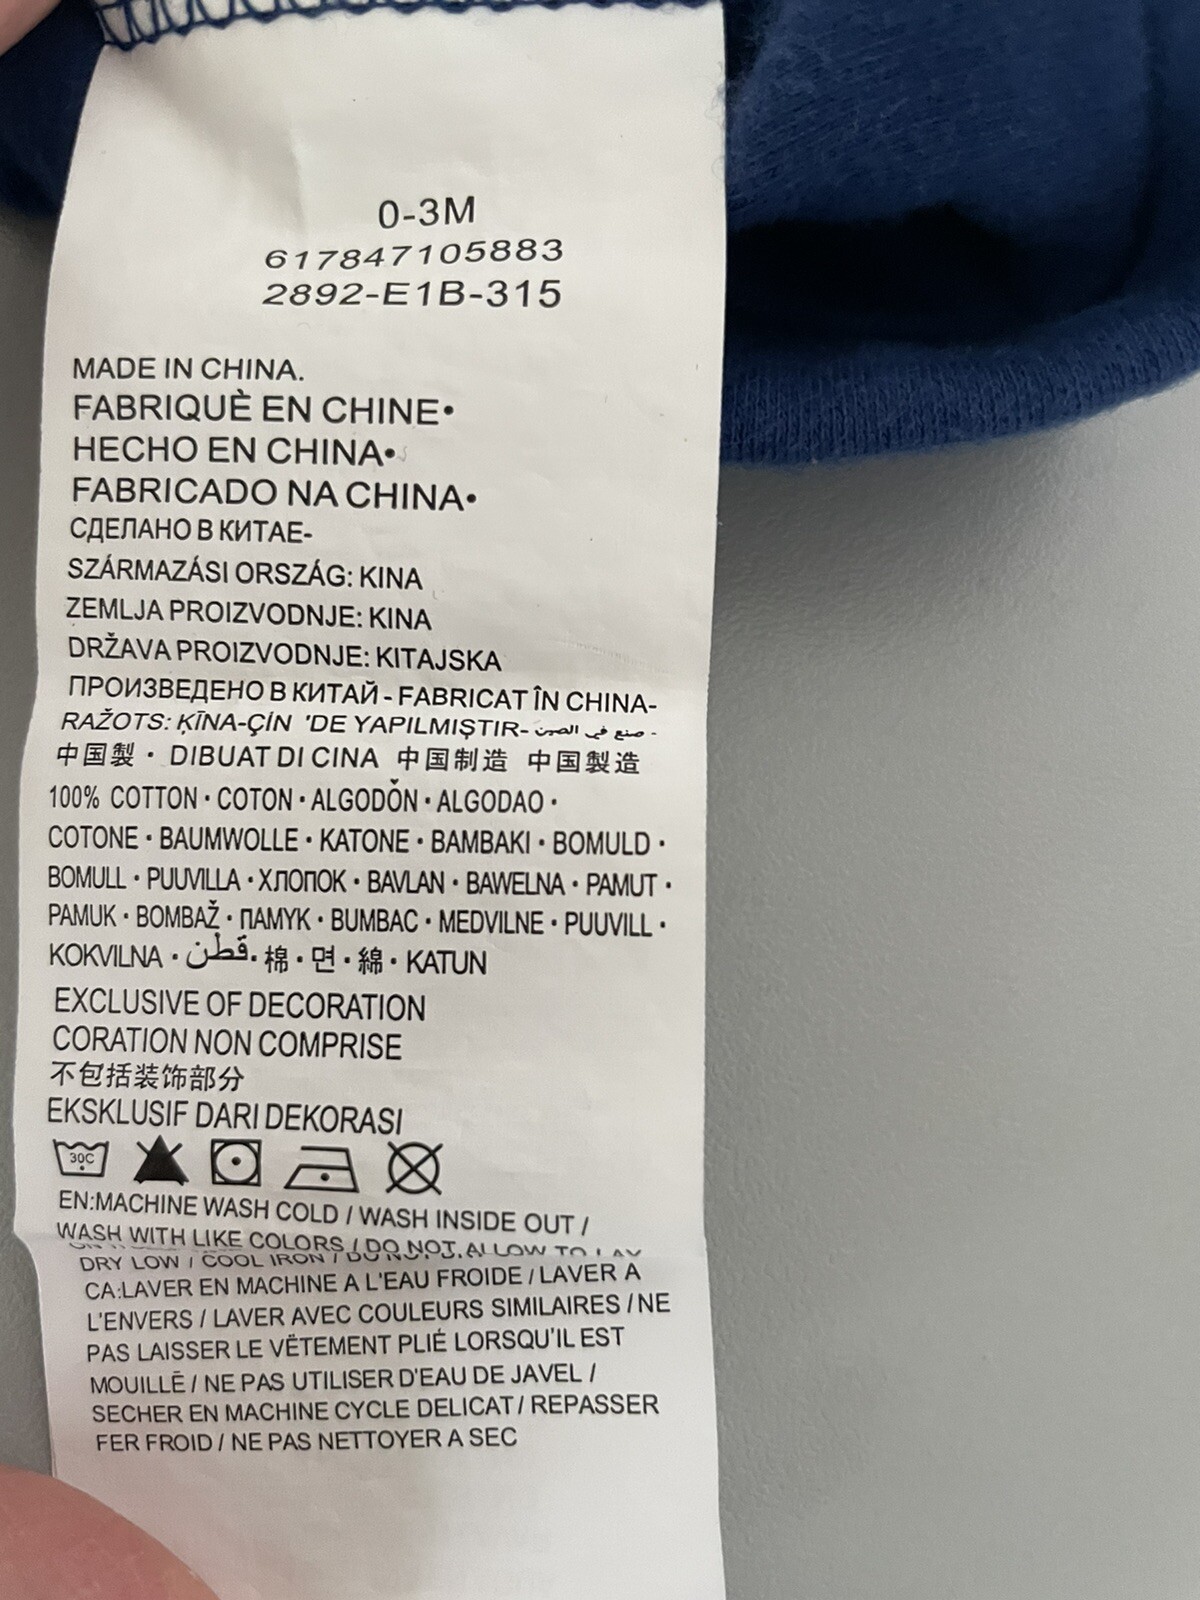 0-3M
617847105883
2892-E1B-315
MADE IN CHINA.
FABRIQUÈ EN CHINE•
HECHO EN CHINA•
FABRICADO NA CHINA•
СДЕЛАНО В КИТАЕ-
SZÁRMAZÁSI ORSZÁG: KINA
ZEMLJA PROIZVODNJE: KINA
DRŽAVA PROIZVODNJE: KITAJSKA
ПРОИЗВЕДЕНО В КИТАЙ - FABRICAT ÎN CHINA-
RAŽOTS: ĶĪNA-ÇİN 'DE YAPILMIŞTIR- صنع في الصين -
中国製 · DIBUAT DI CINA 中国制造 中国製造
100% COTTON · COTON · ALGODǑN · ALGODAO ·
COTONE · BAUMWOLLE · KATONE · BAMBAKI · BOMULD ·
BOMULL · PUUVILLA · ХЛОПОК · BAVLAN · BAWELNA · PAMUT ·
PAMUK · BOMBAŽ · ПАМУК · BUMBAC · MEDVILNE · PUUVILL ·
KOKVILNA · قطن · 棉 · 면 · 綿 · KATUN
EXCLUSIVE OF DECORATION
CORATION NON COMPRISE
不包括装饰部分
EKSKLUSIF DARI DEKORASI
30C
EN:MACHINE WASH COLD / WASH INSIDE OUT /
WASH WITH LIKE COLORS / DO NOT ALLOW TO LAY
DRY LOW / COOL IRON /
CA:LAVER EN MACHINE A L'EAU FROIDE / LAVER A
L'ENVERS / LAVER AVEC COULEURS SIMILAIRES / NE
PAS LAISSER LE VËTEMENT PLIÉ LORSQU'IL EST
MOUILLĒ / NE PAS UTILISER D'EAU DE JAVEL /
SECHER EN MACHINE CYCLE DELICAT / REPASSER
FER FROID / NE PAS NETTOYER A SEC